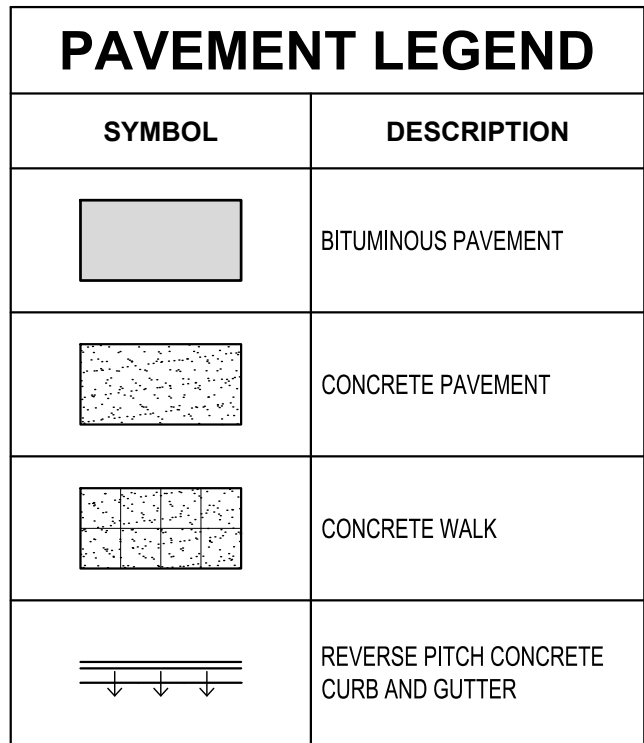 PAVEMENT LEGEND
SYMBOL DESCRIPTION
BITUMINOUS PAVEMENT
CONCRETE PAVEMENT
CONCRETE WALK
REVERSE PITCH CONCRETE
CURB AND GUTTER